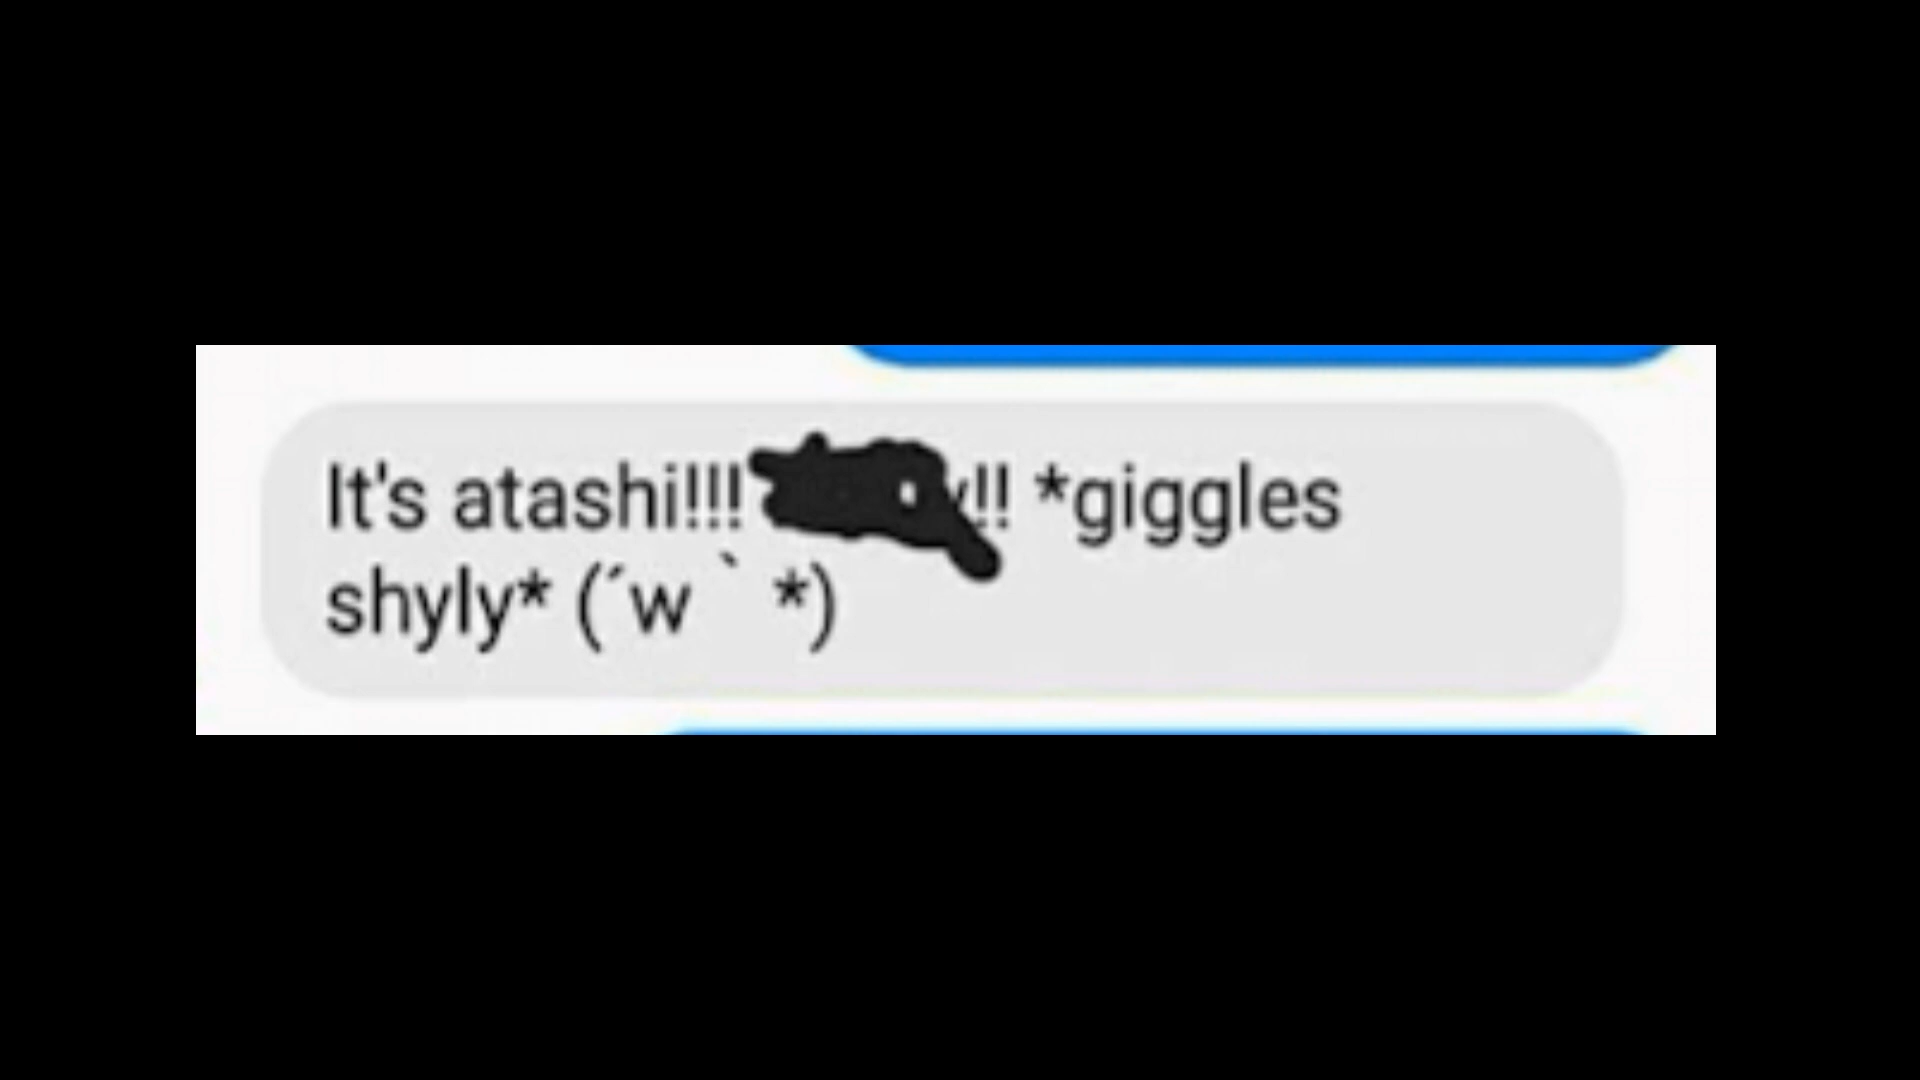 It's atashi!!! !! *giggles
shyly* (´w｀*)